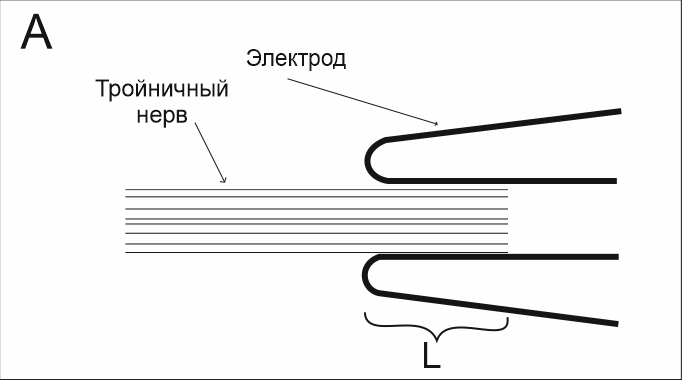 А
Электрод
Тройничный
нерв
L